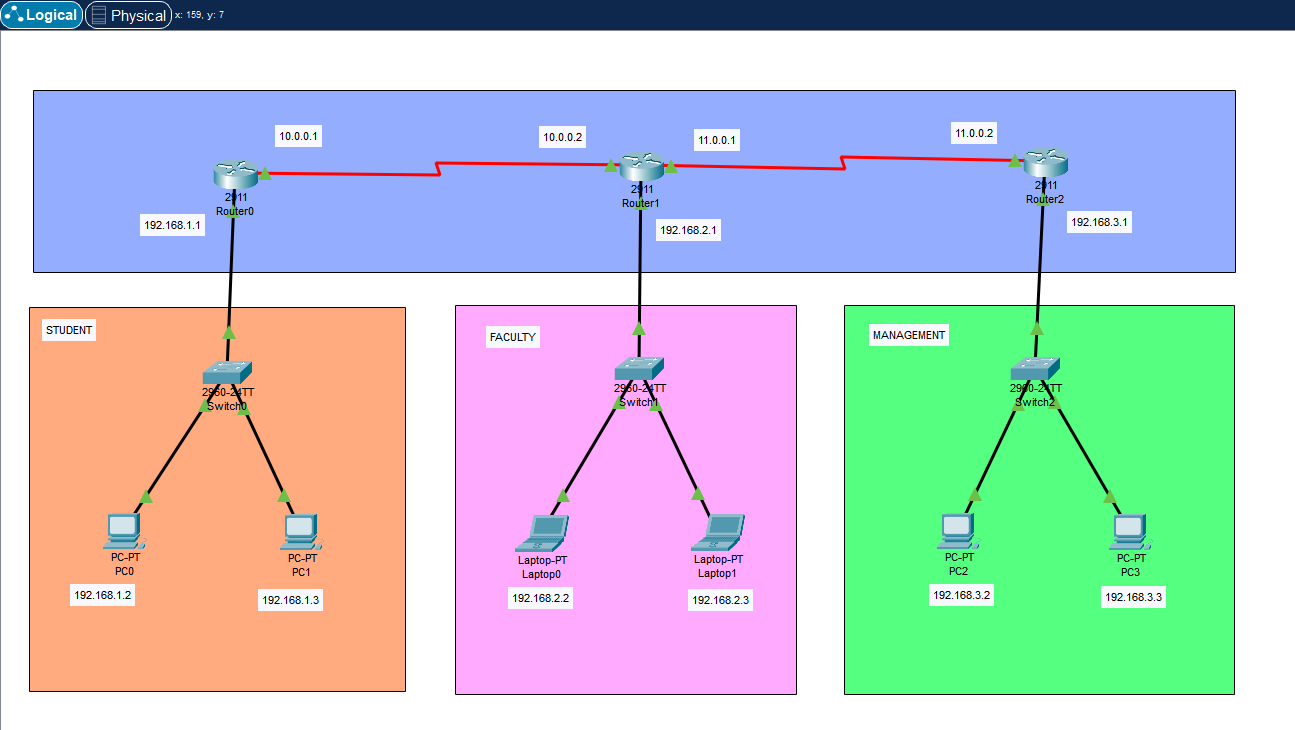 Logical
Physical
x: 159, y: 7
10.0.0.1
10.0.0.2
11.0.0.1
11.0.0.2
2911
Router0
2911
Router1
2911
Router2
192.168.1.1
192.168.2.1
192.168.3.1
STUDENT
FACULTY
MANAGEMENT
2960-24TT
Switch0
2960-24TT
Switch1
2960-24TT
Switch2
PC-PT
PC0
PC-PT
PC1
Laptop-PT
Laptop0
Laptop-PT
Laptop1
PC-PT
PC2
PC-PT
PC3
192.168.1.2
192.168.1.3
192.168.2.2
192.168.2.3
192.168.3.2
192.168.3.3